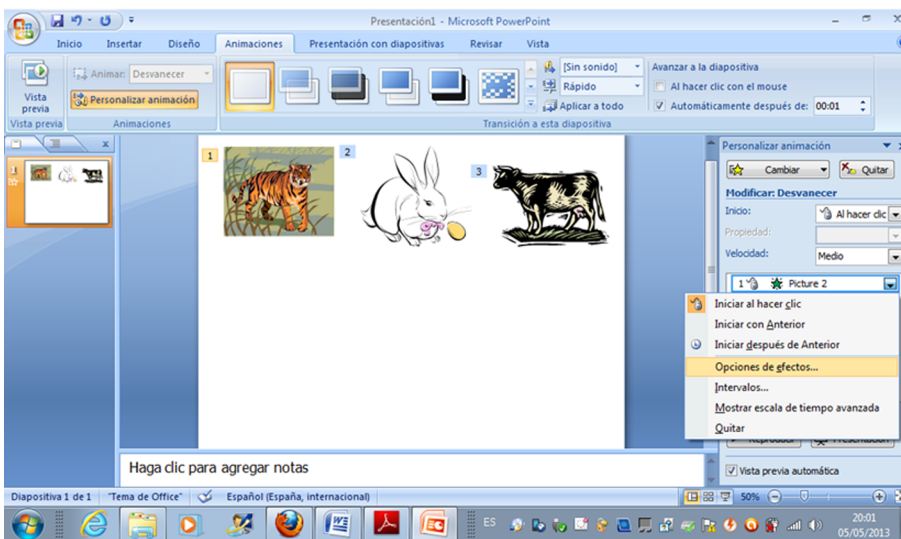 Presentación1 - Microsoft PowerPoint
Inicio Insertar Diseño Animaciones Presentación con diapositivas Revisar Vista
Vista previa
Animar: Desvanecer
Personalizar animación
[Sin sonido]
Rápido
Aplicar a todo
Avanzar a la diapositiva
Al hacer clic con el mouse
Automáticamente después de: 00:01
Vista previa Animaciones Transición a esta diapositiva
1
1
2
3
Personalizar animación
Cambiar Quitar
Modificar: Desvanecer
Inicio: Al hacer clic
Propiedad:
Velocidad: Medio
1 Picture 2
Iniciar al hacer clic
Iniciar con Anterior
Iniciar después de Anterior
Opciones de efectos...
Intervalos...
Mostrar escala de tiempo avanzada
Quitar
Reproducir Presentación
Vista previa automática
Haga clic para agregar notas
Diapositiva 1 de 1 "Tema de Office" Español (España, internacional) 50%
ES 20:01
05/05/2013